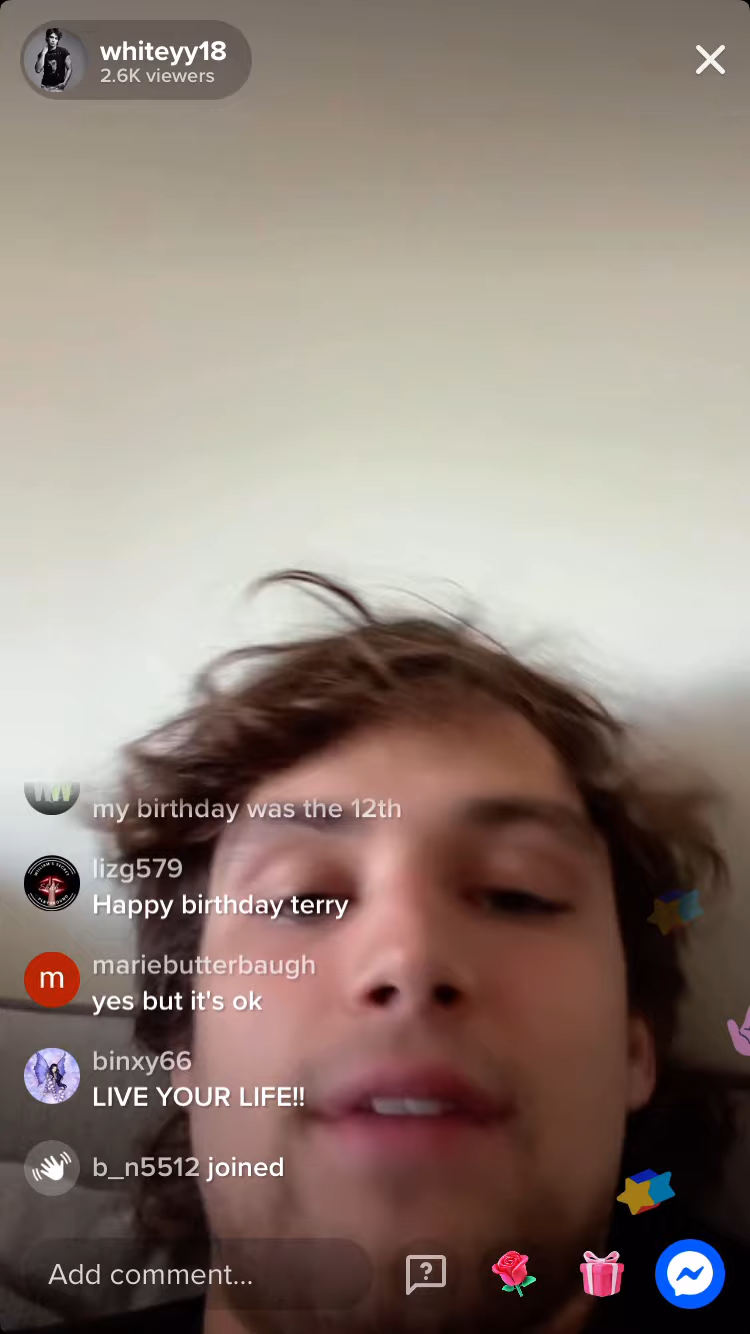 whiteyy18
2.6K viewers
my birthday was the 12th
lizg579
Happy birthday terry
m
mariebutterbaugh
yes but it's ok
binxy66
LIVE YOUR LIFE!!
b_n5512 joined
Add comment...
?